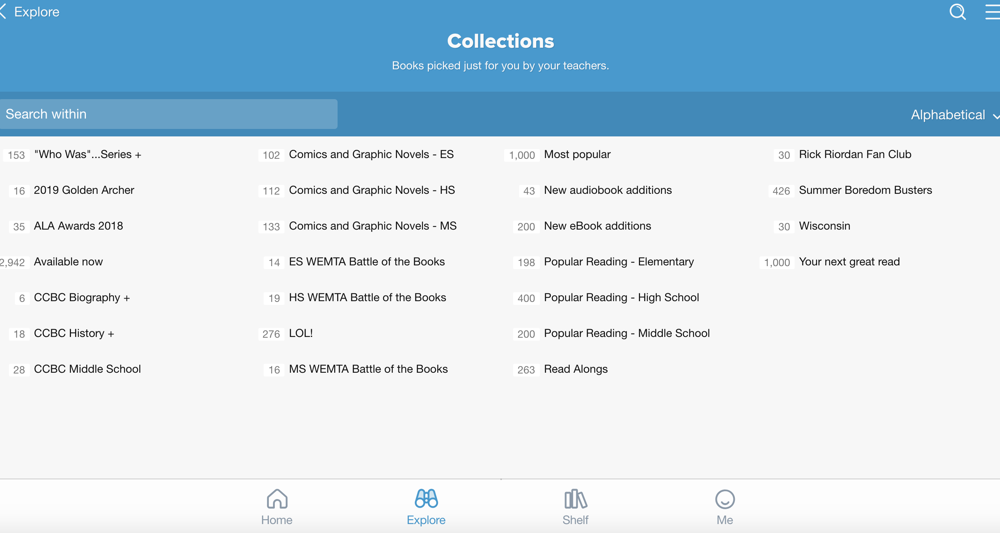 Explore
Collections
Books picked just for you by your teachers.
Search within
Alphabetical
153 "Who Was"...Series +
16 2019 Golden Archer
35 ALA Awards 2018
2,942 Available now
6 CCBC Biography +
18 CCBC History +
28 CCBC Middle School
102 Comics and Graphic Novels - ES
112 Comics and Graphic Novels - HS
133 Comics and Graphic Novels - MS
14 ES WEMTA Battle of the Books
19 HS WEMTA Battle of the Books
276 LOL!
16 MS WEMTA Battle of the Books
1,000 Most popular
43 New audiobook additions
200 New eBook additions
198 Popular Reading - Elementary
400 Popular Reading - High School
200 Popular Reading - Middle School
263 Read Alongs
30 Rick Riordan Fan Club
426 Summer Boredom Busters
30 Wisconsin
1,000 Your next great read
Home
Explore
Shelf
Me